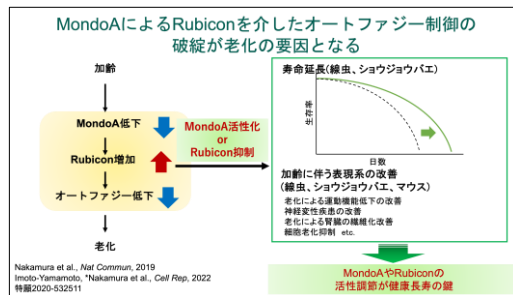 MondoAによるRubiconを介したオートファジー制御の
破綻が老化の要因となる
加齢
MondoA低下
Rubicon増加
オートファジー低下
老化
MondoA活性化
or
Rubicon抑制
寿命延長(線虫、ショウジョウバエ)
生存率
日数
加齢に伴う表現系の改善
(線虫、ショウジョウバエ、マウス)
老化による運動機能低下の改善
神経変性疾患の改善
老化による腎臓の繊維化改善
細胞老化抑制 etc.
MondoAやRubiconの
活性調節が健康長寿の鍵
Nakamura et al., Nat Commun, 2019
Imoto-Yamamoto, *Nakamura et al., Cell Rep, 2022
特願2020-532511